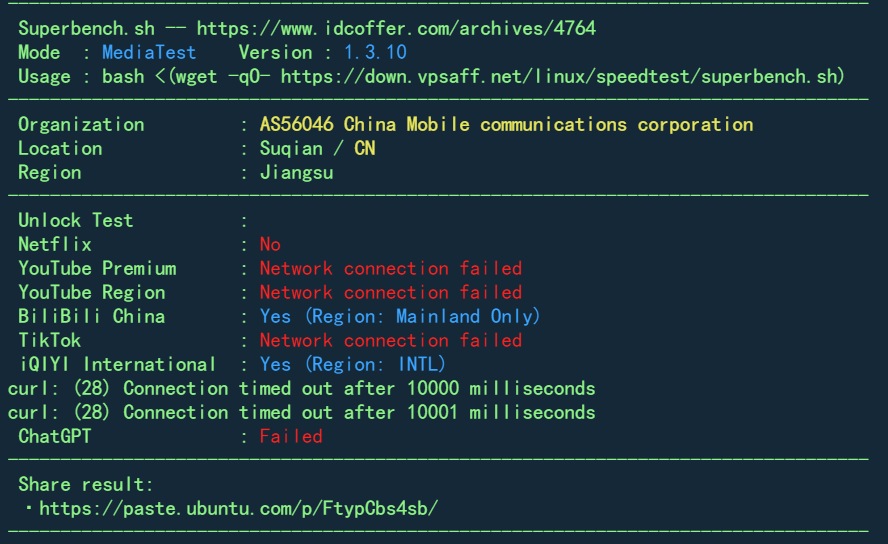 Superbench.sh -- https://www.idcoffer.com/archives/4764
Mode : MediaTest Version : 1.3.10
Usage : bash <(wget -qO- https://down.vpsaff.net/linux/speedtest/superbench.sh)
Organization : AS56046 China Mobile communications corporation
Location : Suqian / CN
Region : Jiangsu
Unlock Test :
Netflix : No
YouTube Premium : Network connection failed
YouTube Region : Network connection failed
BiliBili China : Yes (Region: Mainland Only)
TikTok : Network connection failed
iQIYI International : Yes (Region: INTL)
curl: (28) Connection timed out after 10000 milliseconds
curl: (28) Connection timed out after 10001 milliseconds
ChatGPT : Failed
Share result:
·https://paste.ubuntu.com/p/FtypCbs4sb/